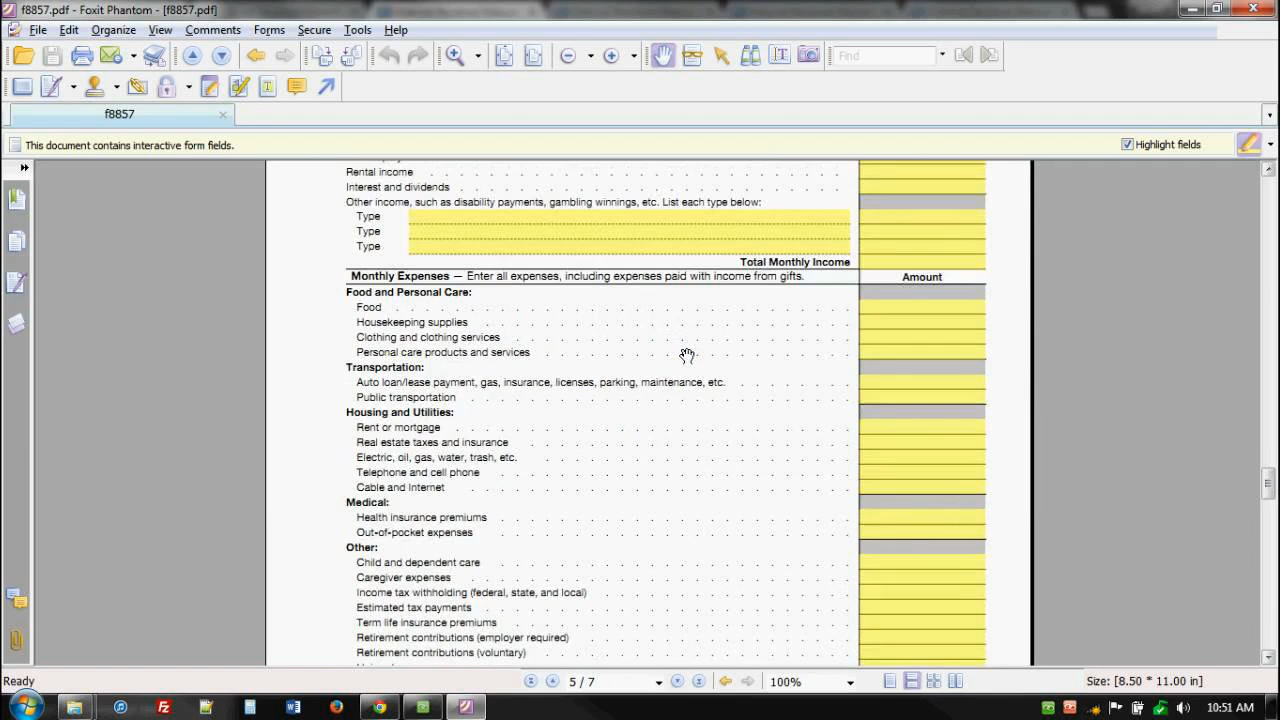 f8857.pdf - Foxit Phantom - [f8857.pdf]
File Edit Organize View Comments Forms Secure Tools Help
Find
f8857
This document contains interactive form fields.
Highlight fields
Rental income
Interest and dividends
Other income, such as disability payments, gambling winnings, etc. List each type below:
Type
Type
Type
Total Monthly Income
Monthly Expenses — Enter all expenses, including expenses paid with income from gifts. Amount
Food and Personal Care:
Food
Housekeeping supplies
Clothing and clothing services
Personal care products and services
Transportation:
Auto loan/lease payment, gas, insurance, licenses, parking, maintenance, etc.
Public transportation
Housing and Utilities:
Rent or mortgage
Real estate taxes and insurance
Electric, oil, gas, water, trash, etc.
Telephone and cell phone
Cable and Internet
Medical:
Health insurance premiums
Out-of-pocket expenses
Other:
Child and dependent care
Caregiver expenses
Income tax withholding (federal, state, and local)
Estimated tax payments
Term life insurance premiums
Retirement contributions (employer required)
Retirement contributions (voluntary)
Ready
5 / 7
100%
Size: [8.50 * 11.00 in]
10:51 AM